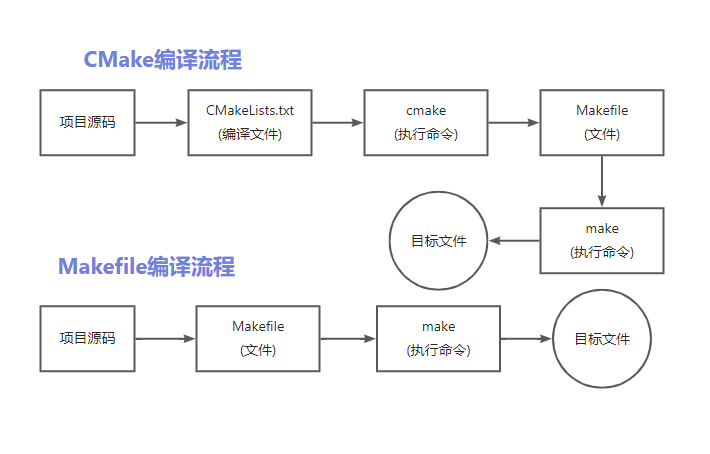 CMake编译流程
项目源码
CMakeLists.txt
(编译文件)
cmake
(执行命令)
Makefile
(文件)
make
(执行命令)
目标文件
Makefile编译流程
项目源码
Makefile
(文件)
make
(执行命令)
目标文件